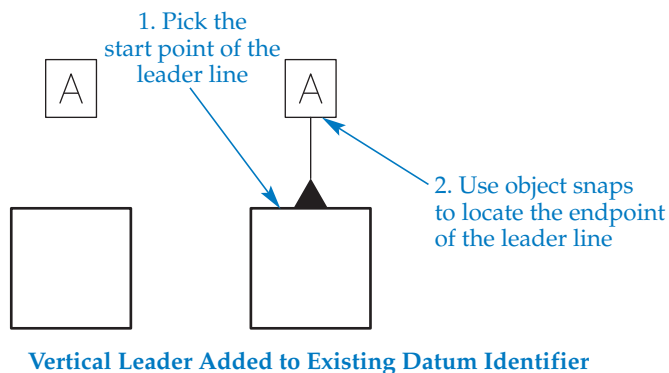 1. Pick the
start point of the
leader line
A
A
2. Use object snaps
to locate the endpoint
of the leader line
Vertical Leader Added to Existing Datum Identifier